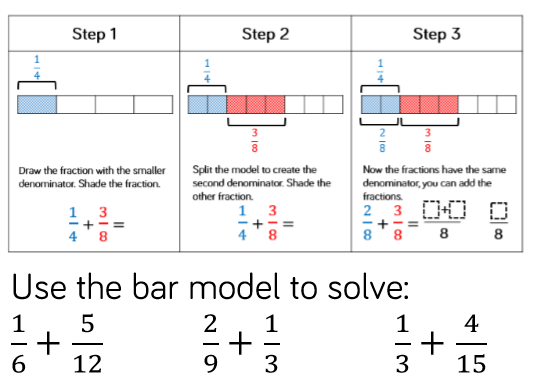 Step 1
Step 2
Step 3
1/4
1/4
3/8
1/4
2/8
3/8
Draw the fraction with the smaller
denominator. Shade the fraction.
1/4 + 3/8 =
Split the model to create the
second denominator. Shade the
other fraction.
1/4 + 3/8 =
Now the fractions have the same
denominator, you can add the
fractions.
2/8 + 3/8 = □+□/8 □/8
Use the bar model to solve:
1/6 + 5/12
2/9 + 1/3
1/3 + 4/15